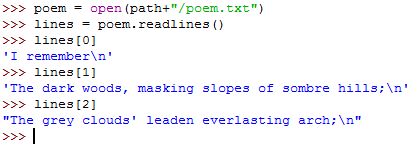 >>> poem = open(path+"/poem.txt")
>>> lines = poem.readlines()
>>> lines[0]
'I remember\n'
>>> lines[1]
'The dark woods, masking slopes of sombre hills;\n'
>>> lines[2]
"The grey clouds' leaden everlasting arch;\n"
>>>